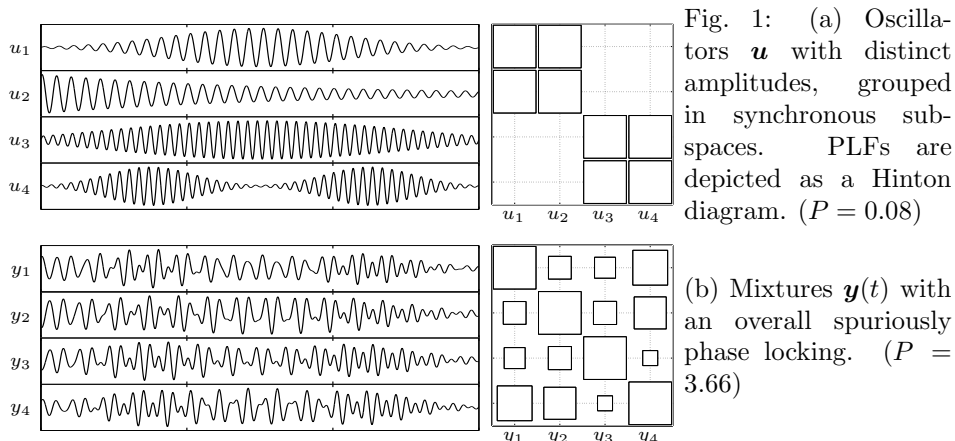 u1
u2
u3
u4
u1 u2 u3 u4
Fig. 1: (a) Oscilla-
tors u with distinct
amplitudes, grouped
in synchronous sub-
spaces. PLFs are
depicted as a Hinton
diagram. (P = 0.08)
y1
y2
y3
y4
y1 y2 y3 y4
(b) Mixtures y(t) with
an overall spuriously
phase locking. (P =
3.66)